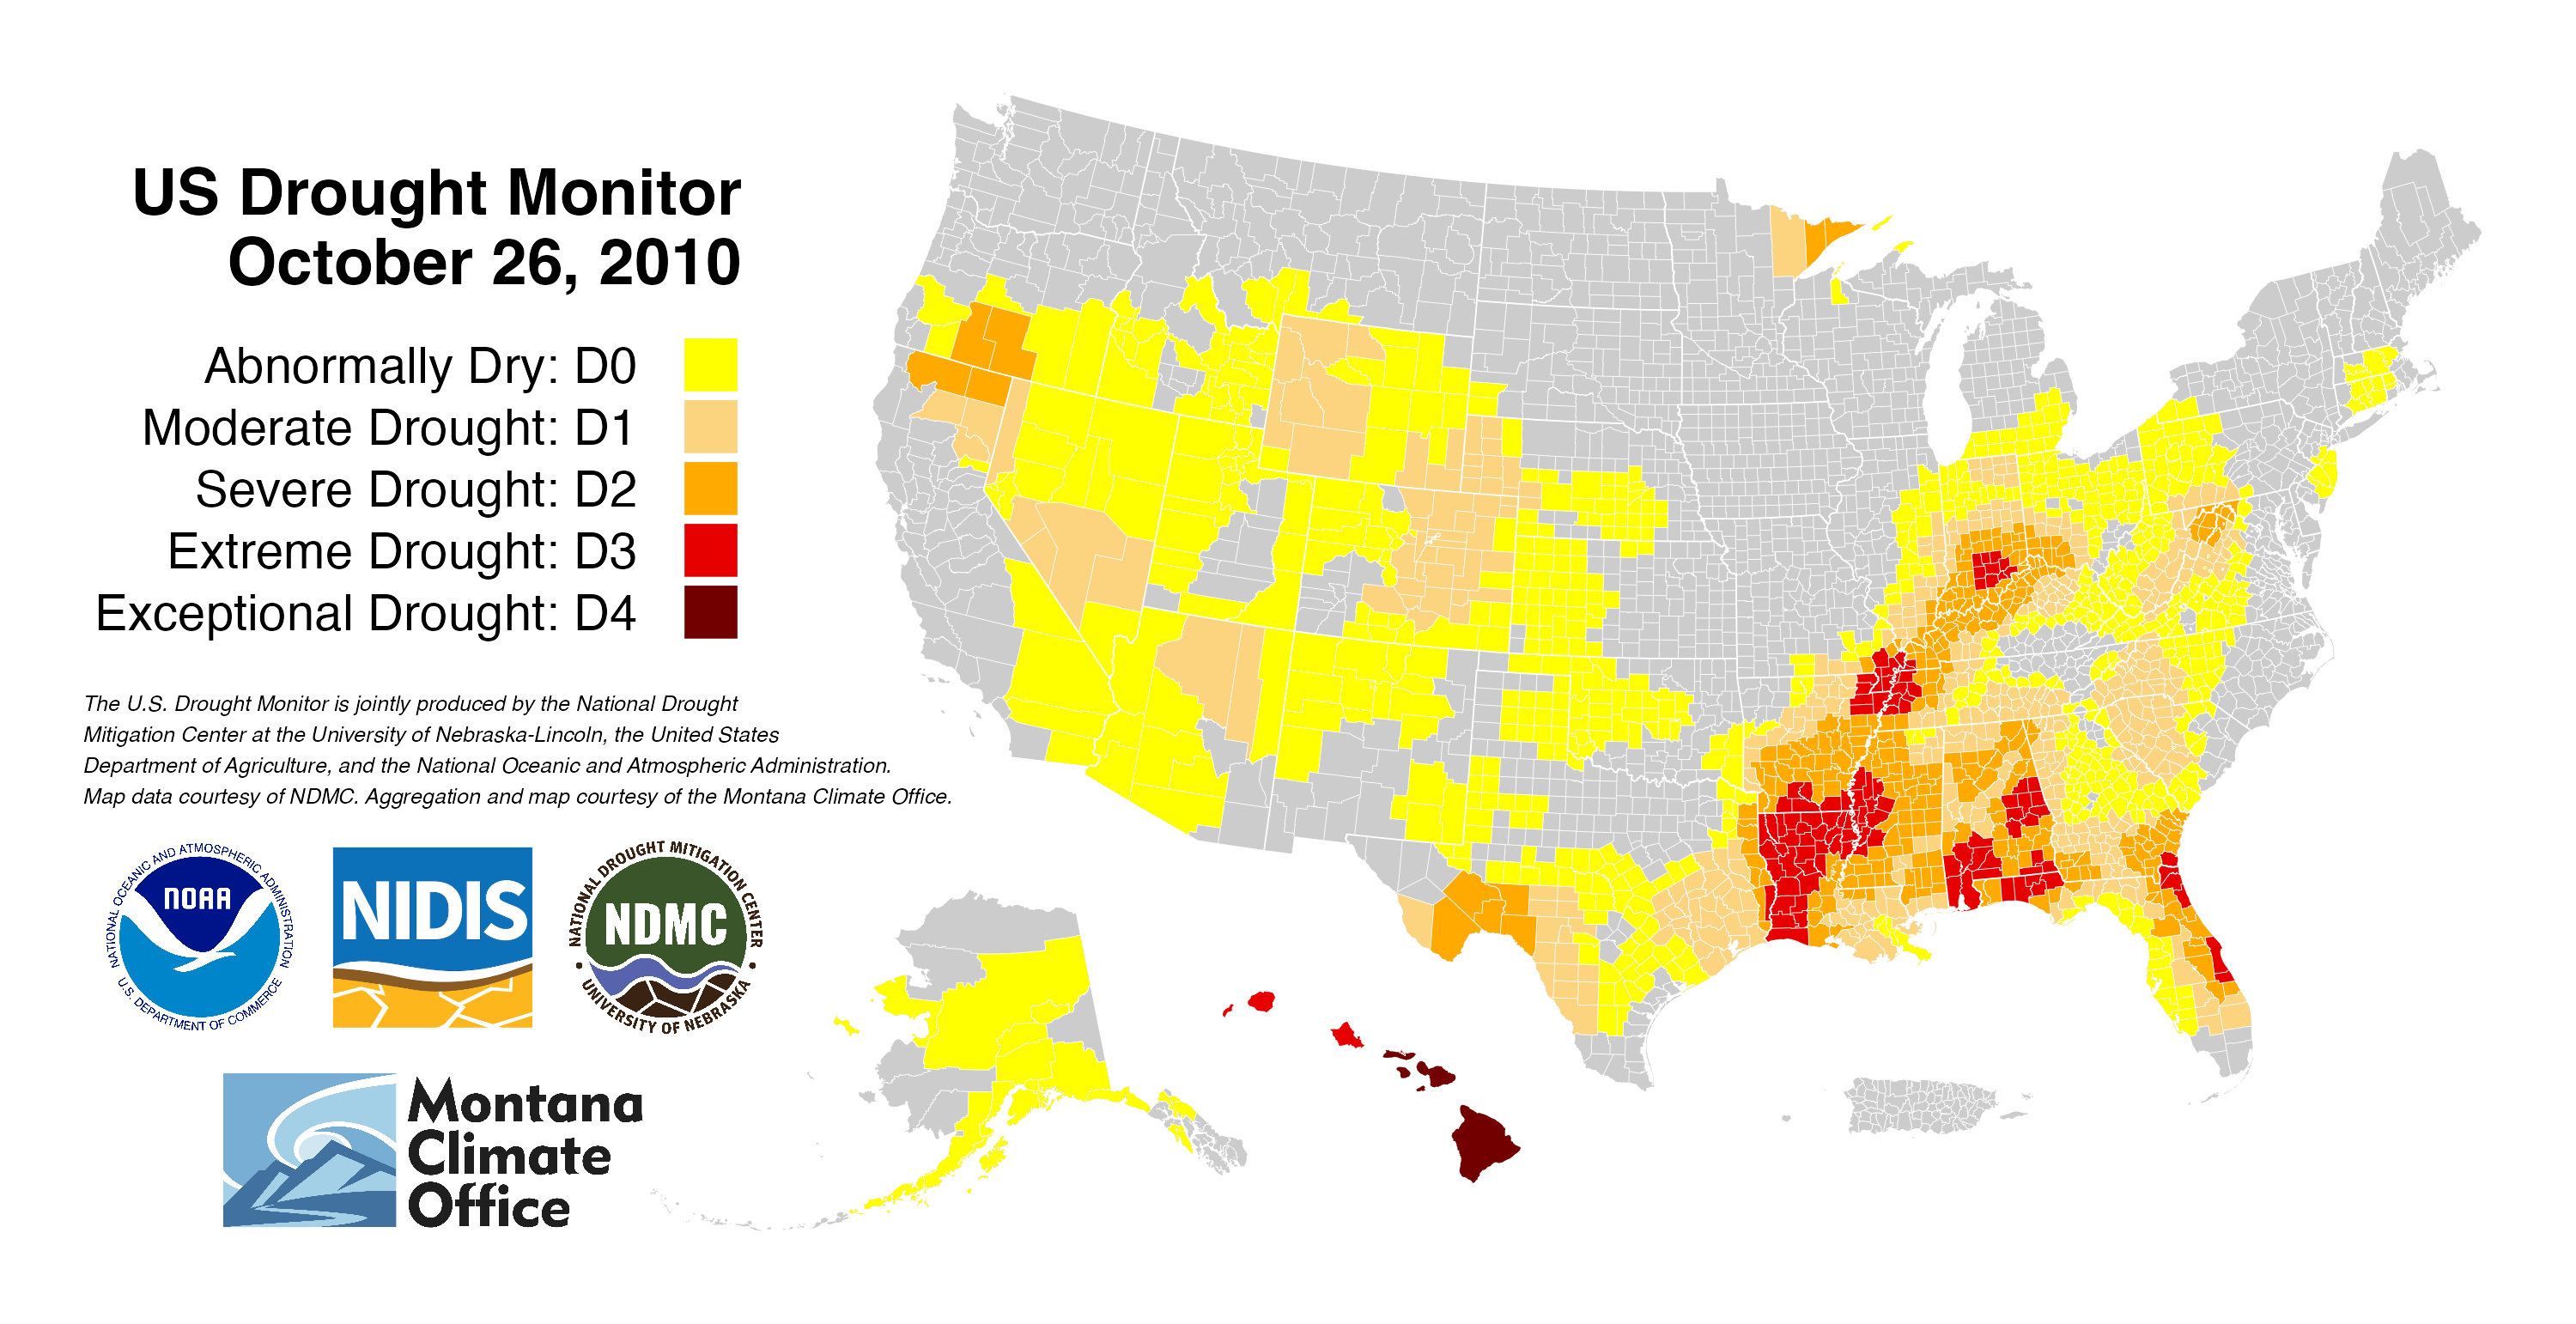 US Drought Monitor
October 26, 2010
Abnormally Dry: D0
Moderate Drought: D1
Severe Drought: D2
Extreme Drought: D3
Exceptional Drought: D4
The U.S. Drought Monitor is jointly produced by the National Drought
Mitigation Center at the University of Nebraska-Lincoln, the United States
Department of Agriculture, and the National Oceanic and Atmospheric Administration.
Map data courtesy of NDMC. Aggregation and map courtesy of the Montana Climate Office.
NATIONAL OCEANIC AND ATMOSPHERIC ADMINISTRATION
NOAA
U.S. DEPARTMENT OF COMMERCE
NIDIS
NATIONAL DROUGHT MITIGATION CENTER
NDMC
UNIVERSITY OF NEBRASKA
Montana
Climate
Office